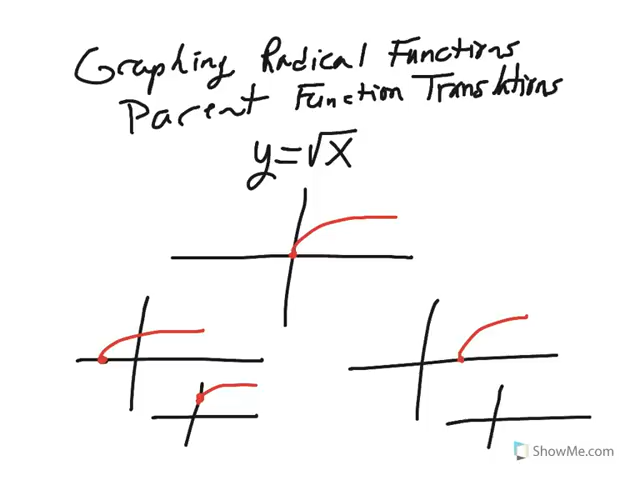 Graphing Radical Functions
Parent Function Translations
y=√x
ShowMe.com